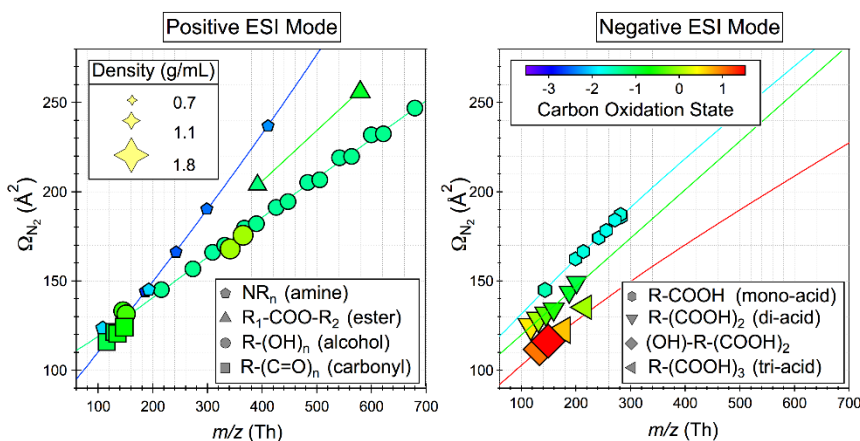 Positive ESI Mode
Negative ESI Mode
Density (g/mL)
0.7
1.1
1.8
-3 -2 -1 0 1
Carbon Oxidation State
250
200
150
100
Ω_N₂ (Å²)
250
200
150
100
Ω_N₂ (Å²)
NRₙ (amine)
R₁-COO-R₂ (ester)
R-(OH)ₙ (alcohol)
R-(C=O)ₙ (carbonyl)
R-COOH (mono-acid)
R-(COOH)₂ (di-acid)
(OH)-R-(COOH)₂
R-(COOH)₃ (tri-acid)
100 200 300 400 500 600 700
m/z (Th)
100 200 300 400 500 600 700
m/z (Th)